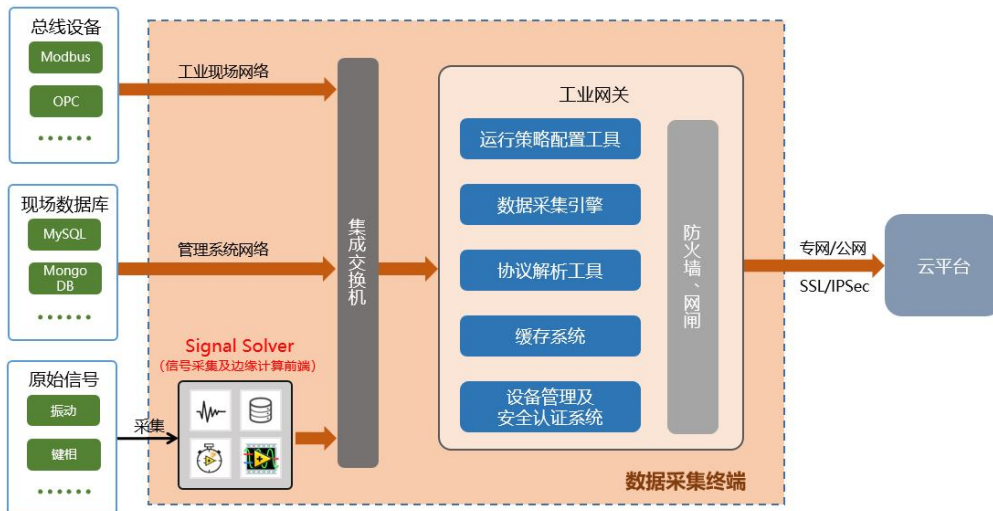 总线设备
Modbus
OPC
······
现场数据库
MySQL
Mongo
DB
······
原始信号
振动
键相
······
工业现场网络
管理系统网络
采集
Signal Solver
（信号采集及边缘计算前端）
集成交换机
工业网关
运行策略配置工具
数据采集引擎
协议解析工具
缓存系统
设备管理及
安全认证系统
防火墙、网闸
数据采集终端
专网/公网
SSL/IPSec
云平台